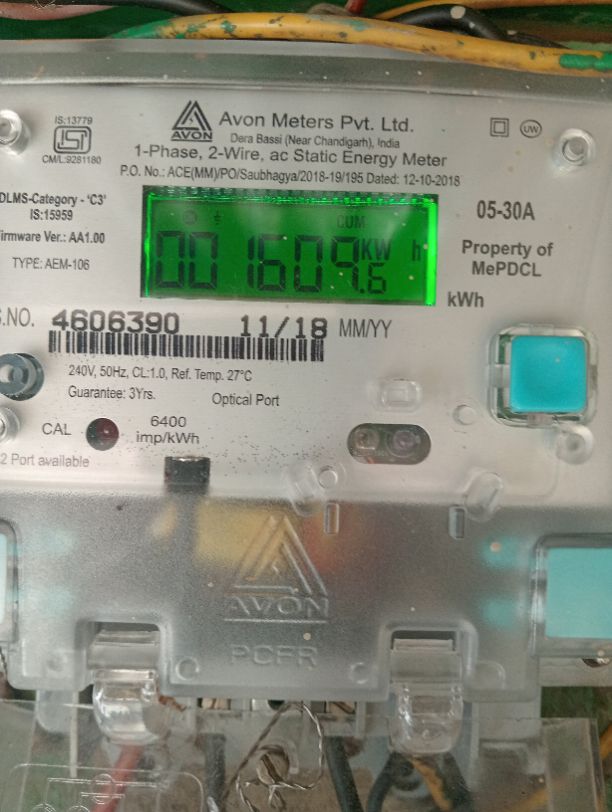 IS:13779
CM/L:9281180
AVON
Avon Meters Pvt. Ltd.
Dera Bassi (Near Chandigarh), India
1-Phase, 2-Wire, ac Static Energy Meter
P.O. No.: ACE(MM)/PO/Saubhagya/2018-19/195 Dated: 12-10-2018
UW
DLMS-Category - 'C3'
IS:15959
Firmware Ver.: AA1.00
TYPE: AEM-106
CUM
001609.6 KW h
05-30A
Property of
MePDCL
kWh
S.NO. 4606390 11/18 MM/YY
240V, 50Hz, CL:1.0, Ref. Temp. 27°C
Guarantee: 3Yrs.
Optical Port
CAL
6400
imp/kWh
2 Port available
AVON